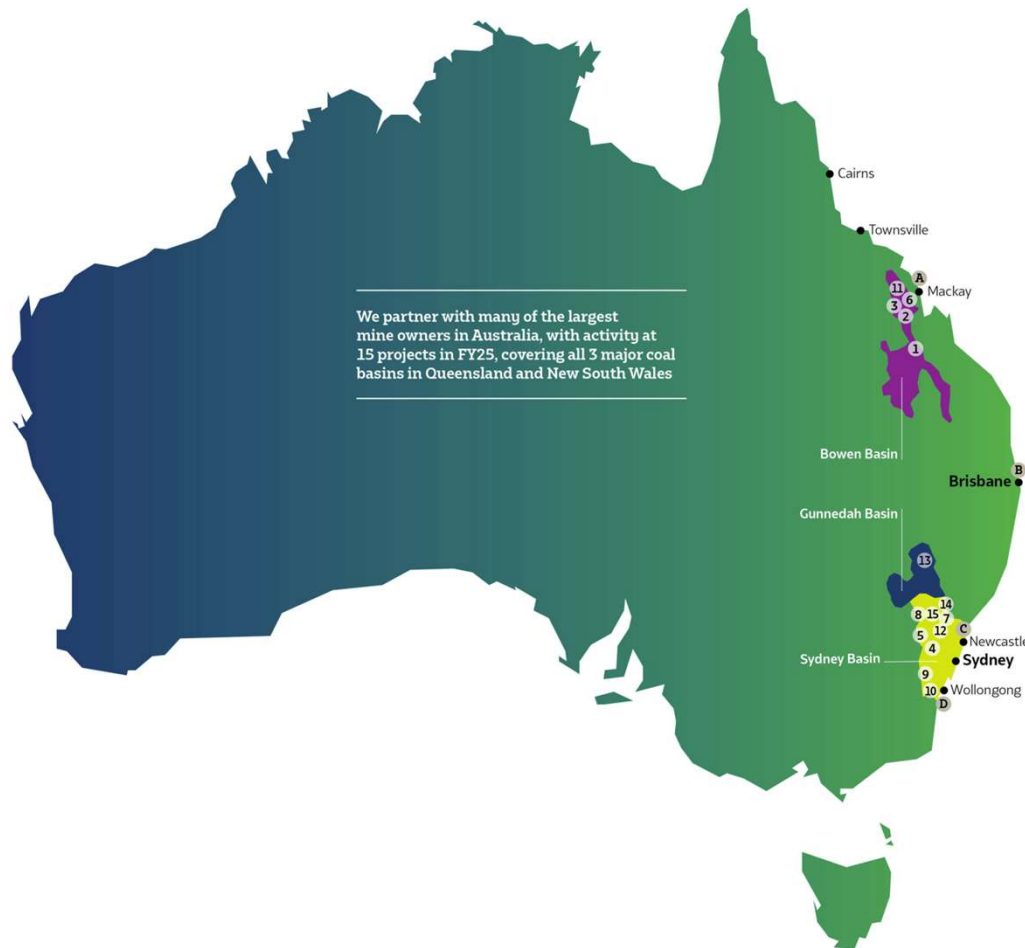 Cairns
Townsville
A
Mackay
11
6
3
2
1
We partner with many of the largest
mine owners in Australia, with activity at
15 projects in FY25, covering all 3 major coal
basins in Queensland and New South Wales
Bowen Basin
B
Brisbane
Gunnedah Basin
13
14
8 15 7
12 C
5 Newcastle
4
Sydney Basin
Sydney
9
10 Wollongong
D